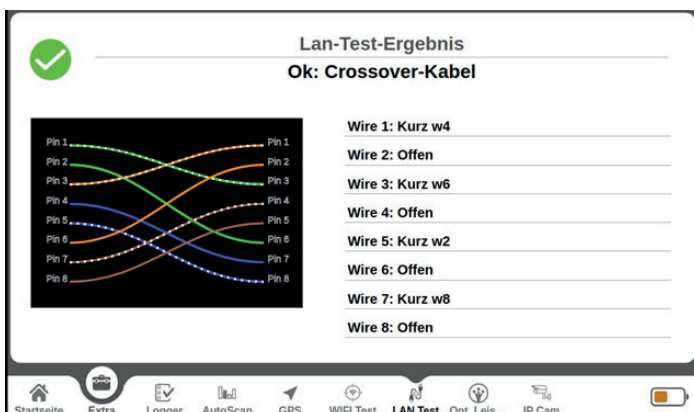 Lan-Test-Ergebnis
Ok: Crossover-Kabel
Pin 1
Pin 2
Pin 3
Pin 4
Pin 5
Pin 6
Pin 7
Pin 8
Pin 1
Pin 2
Pin 3
Pin 4
Pin 5
Pin 6
Pin 7
Pin 8
Wire 1: Kurz w4
Wire 2: Offen
Wire 3: Kurz w6
Wire 4: Offen
Wire 5: Kurz w2
Wire 6: Offen
Wire 7: Kurz w8
Wire 8: Offen
Startseite Extra Logger AutoScan GPS WIFI Test LAN Test Opt. Leis. IP Cam